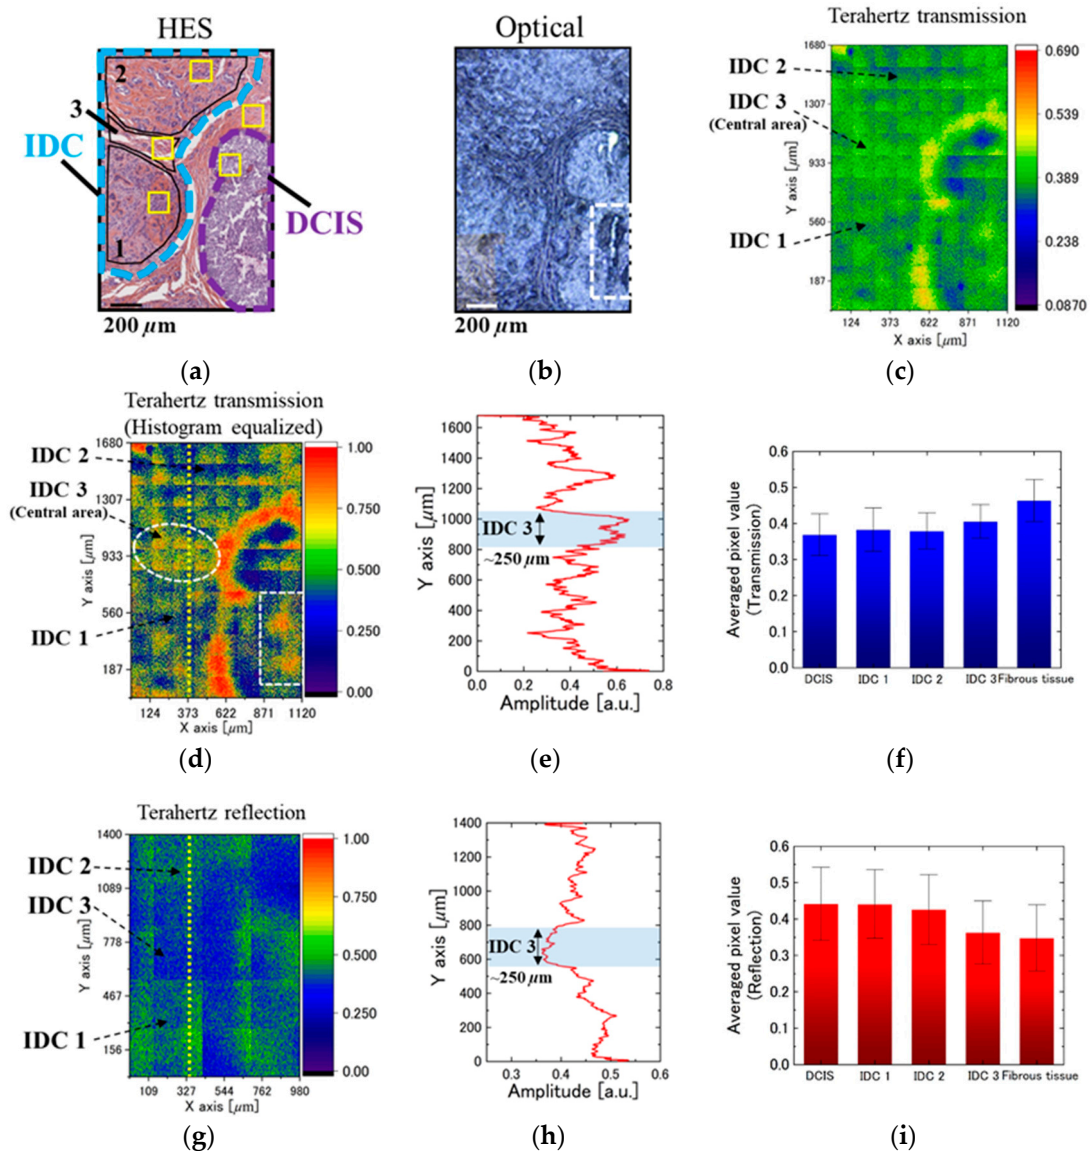 HES
2
3
IDC
DCIS
1
200 µm
(a)
Optical
200 µm
(b)
Terahertz transmission
IDC 2
IDC 3
(Central area)
IDC 1
Y axis [µm]
1680
1307
933
560
187
124 373 622 871 1120
X axis [µm]
0.690
0.540
0.389
0.238
0.0870
(c)
Terahertz transmission
(Histogram equalized)
IDC 2
IDC 3
(Central area)
IDC 1
Y axis [µm]
1680
1307
933
560
187
124 373 622 871 1120
X axis [µm]
1.00
0.750
0.500
0.250
0.00
(d)
Y axis [µm]
1600
1400
1200
1000
800
600
400
200
0
IDC 3
~250 µm
0.0 0.2 0.4 0.6 0.8
Amplitude [a.u.]
(e)
Averaged pixel value
(Transmission)
0.6
0.5
0.4
0.3
0.2
0.1
0.0
DCIS IDC 1 IDC 2 IDC 3 Fibrous tissue
(f)
Terahertz reflection
IDC 2
IDC 3
IDC 1
Y axis [µm]
1400
1089
778
467
156
109 327 544 762 980
X axis [µm]
1.00
0.750
0.500
0.250
0.00
(g)
Y axis [µm]
1400
1200
1000
800
600
400
200
0
IDC 3
~250 µm
0.3 0.4 0.5 0.6
Amplitude [a.u.]
(h)
Averaged pixel value
(Reflection)
0.6
0.5
0.4
0.3
0.2
0.1
0.0
DCIS IDC 1 IDC 2 IDC 3 Fibrous tissue
(i)